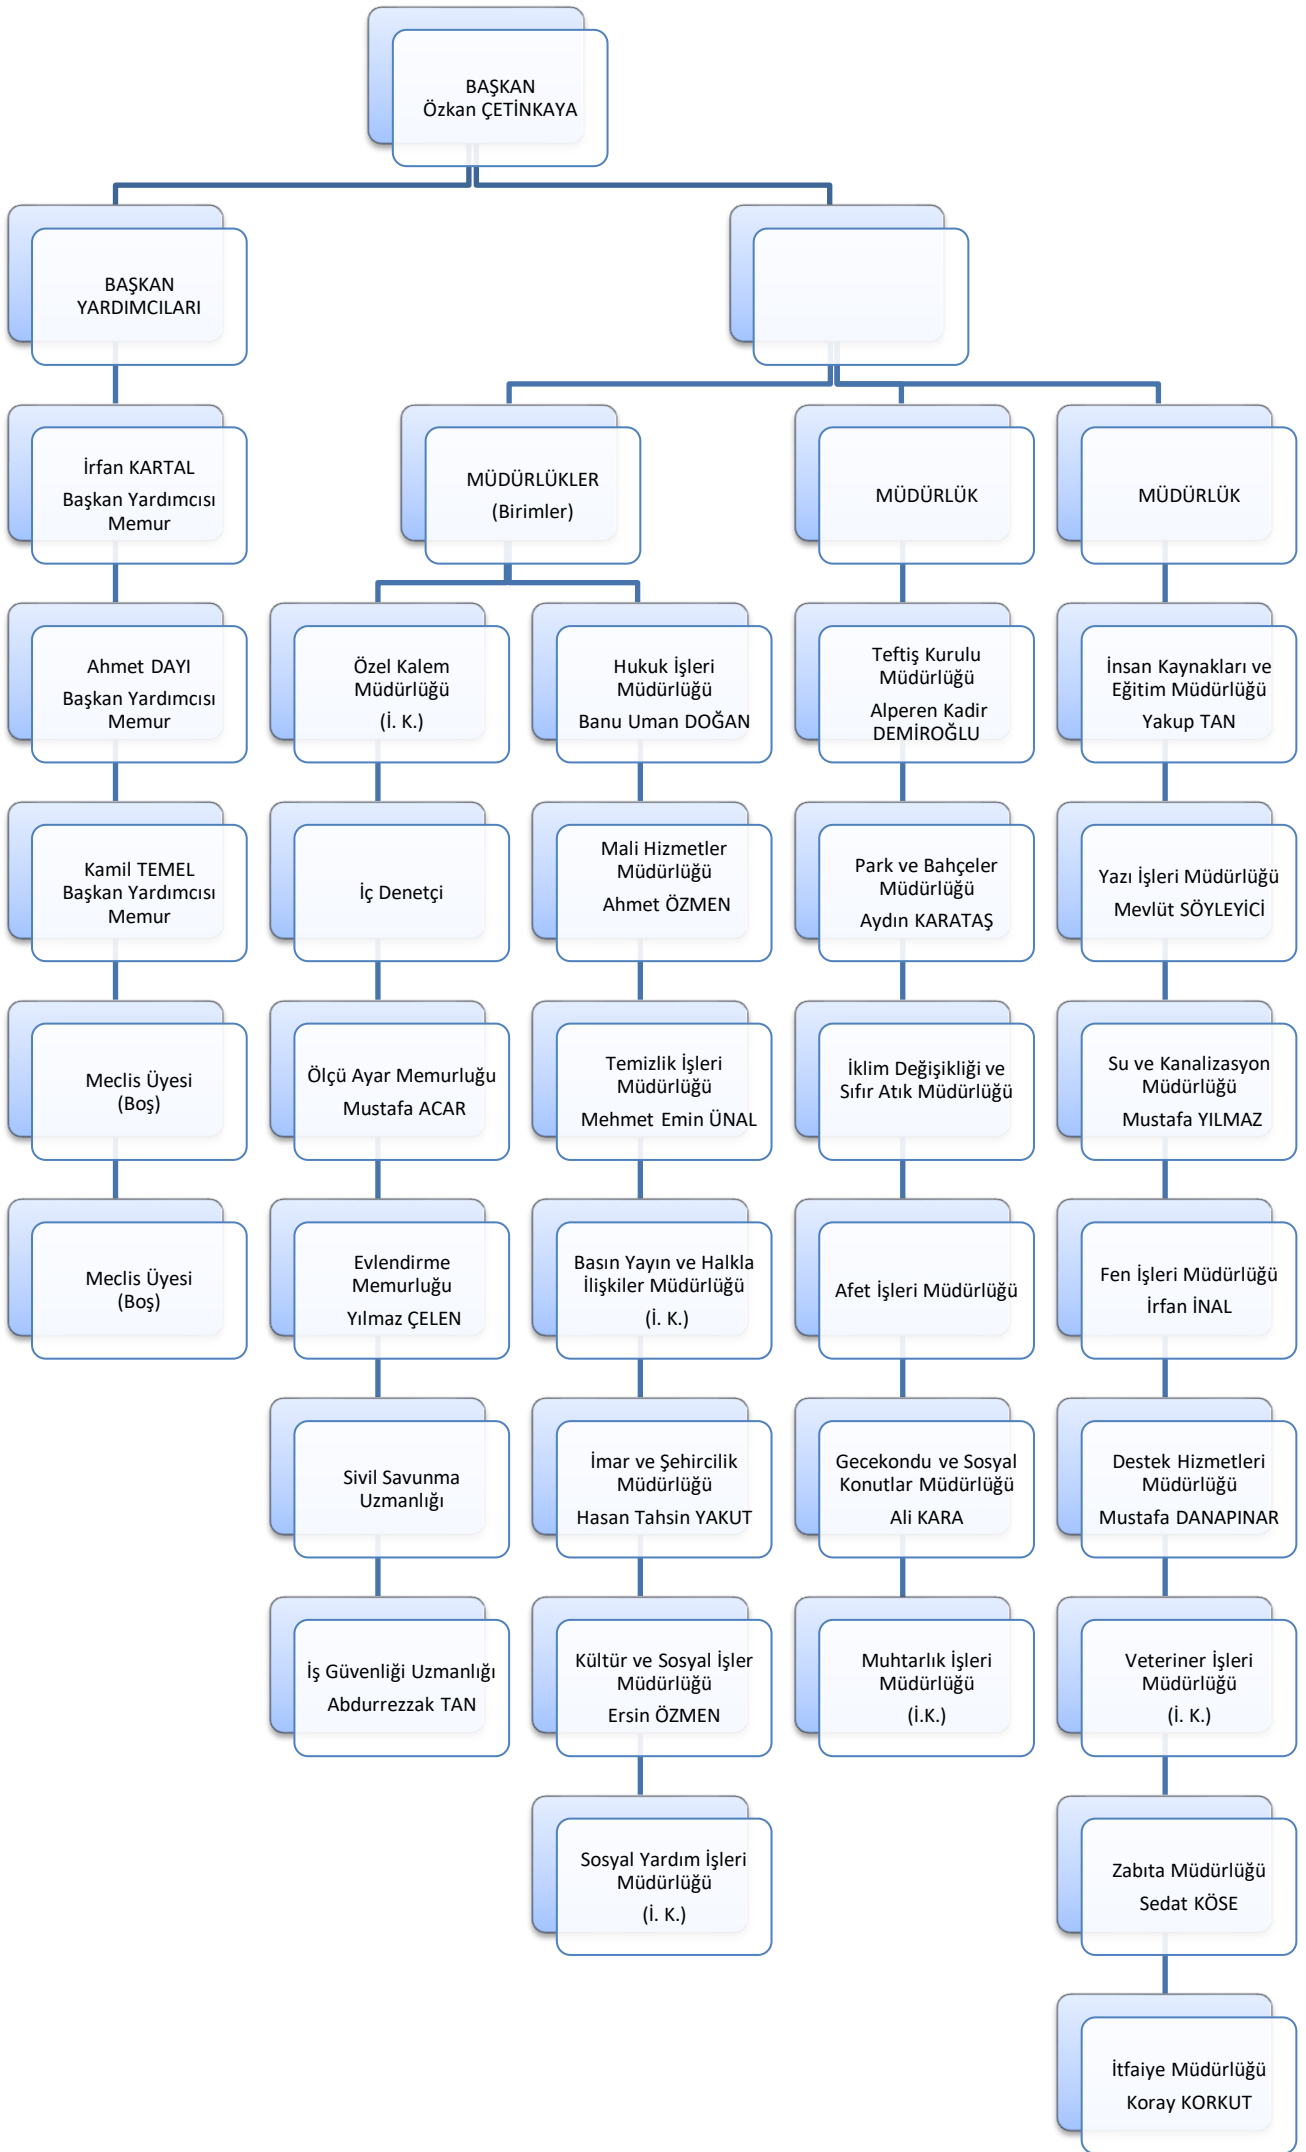 BAŞKAN
Özkan ÇETİNKAYA
BAŞKAN
YARDIMCILARI
İrfan KARTAL
Başkan Yardımcısı
Memur
Ahmet DAYI
Başkan Yardımcısı
Memur
Kamil TEMEL
Başkan Yardımcısı
Memur
Meclis Üyesi
(Boş)
Meclis Üyesi
(Boş)
MÜDÜRLÜKLER
(Birimler)
Özel Kalem
Müdürlüğü
(İ. K.)
İç Denetçi
Ölçü Ayar Memurluğu
Mustafa ACAR
Evlendirme
Memurluğu
Yılmaz ÇELEN
Sivil Savunma
Uzmanlığı
İş Güvenliği Uzmanlığı
Abdurrezzak TAN
Hukuk İşleri
Müdürlüğü
Banu Uman DOĞAN
Mali Hizmetler
Müdürlüğü
Ahmet ÖZMEN
Temizlik İşleri
Müdürlüğü
Mehmet Emin ÜNAL
Basın Yayın ve Halkla
İlişkiler Müdürlüğü
(İ. K.)
İmar ve Şehircilik
Müdürlüğü
Hasan Tahsin YAKUT
Kültür ve Sosyal İşler
Müdürlüğü
Ersin ÖZMEN
Sosyal Yardım İşleri
Müdürlüğü
(İ. K.)
MÜDÜRLÜK
Teftiş Kurulu
Müdürlüğü
Alperen Kadir
DEMİROĞLU
Park ve Bahçeler
Müdürlüğü
Aydın KARATAŞ
İklim Değişikliği ve
Sıfır Atık Müdürlüğü
Afet İşleri Müdürlüğü
Gecekondu ve Sosyal
Konutlar Müdürlüğü
Ali KARA
Muhtarlık İşleri
Müdürlüğü
(İ.K.)
MÜDÜRLÜK
İnsan Kaynakları ve
Eğitim Müdürlüğü
Yakup TAN
Yazı İşleri Müdürlüğü
Mevlüt SÖYLEYİCİ
Su ve Kanalizasyon
Müdürlüğü
Mustafa YILMAZ
Fen İşleri Müdürlüğü
İrfan İNAL
Destek Hizmetleri
Müdürlüğü
Mustafa DANAPINAR
Veteriner İşleri
Müdürlüğü
(İ. K.)
Zabıta Müdürlüğü
Sedat KÖSE
İtfaiye Müdürlüğü
Koray KORKUT